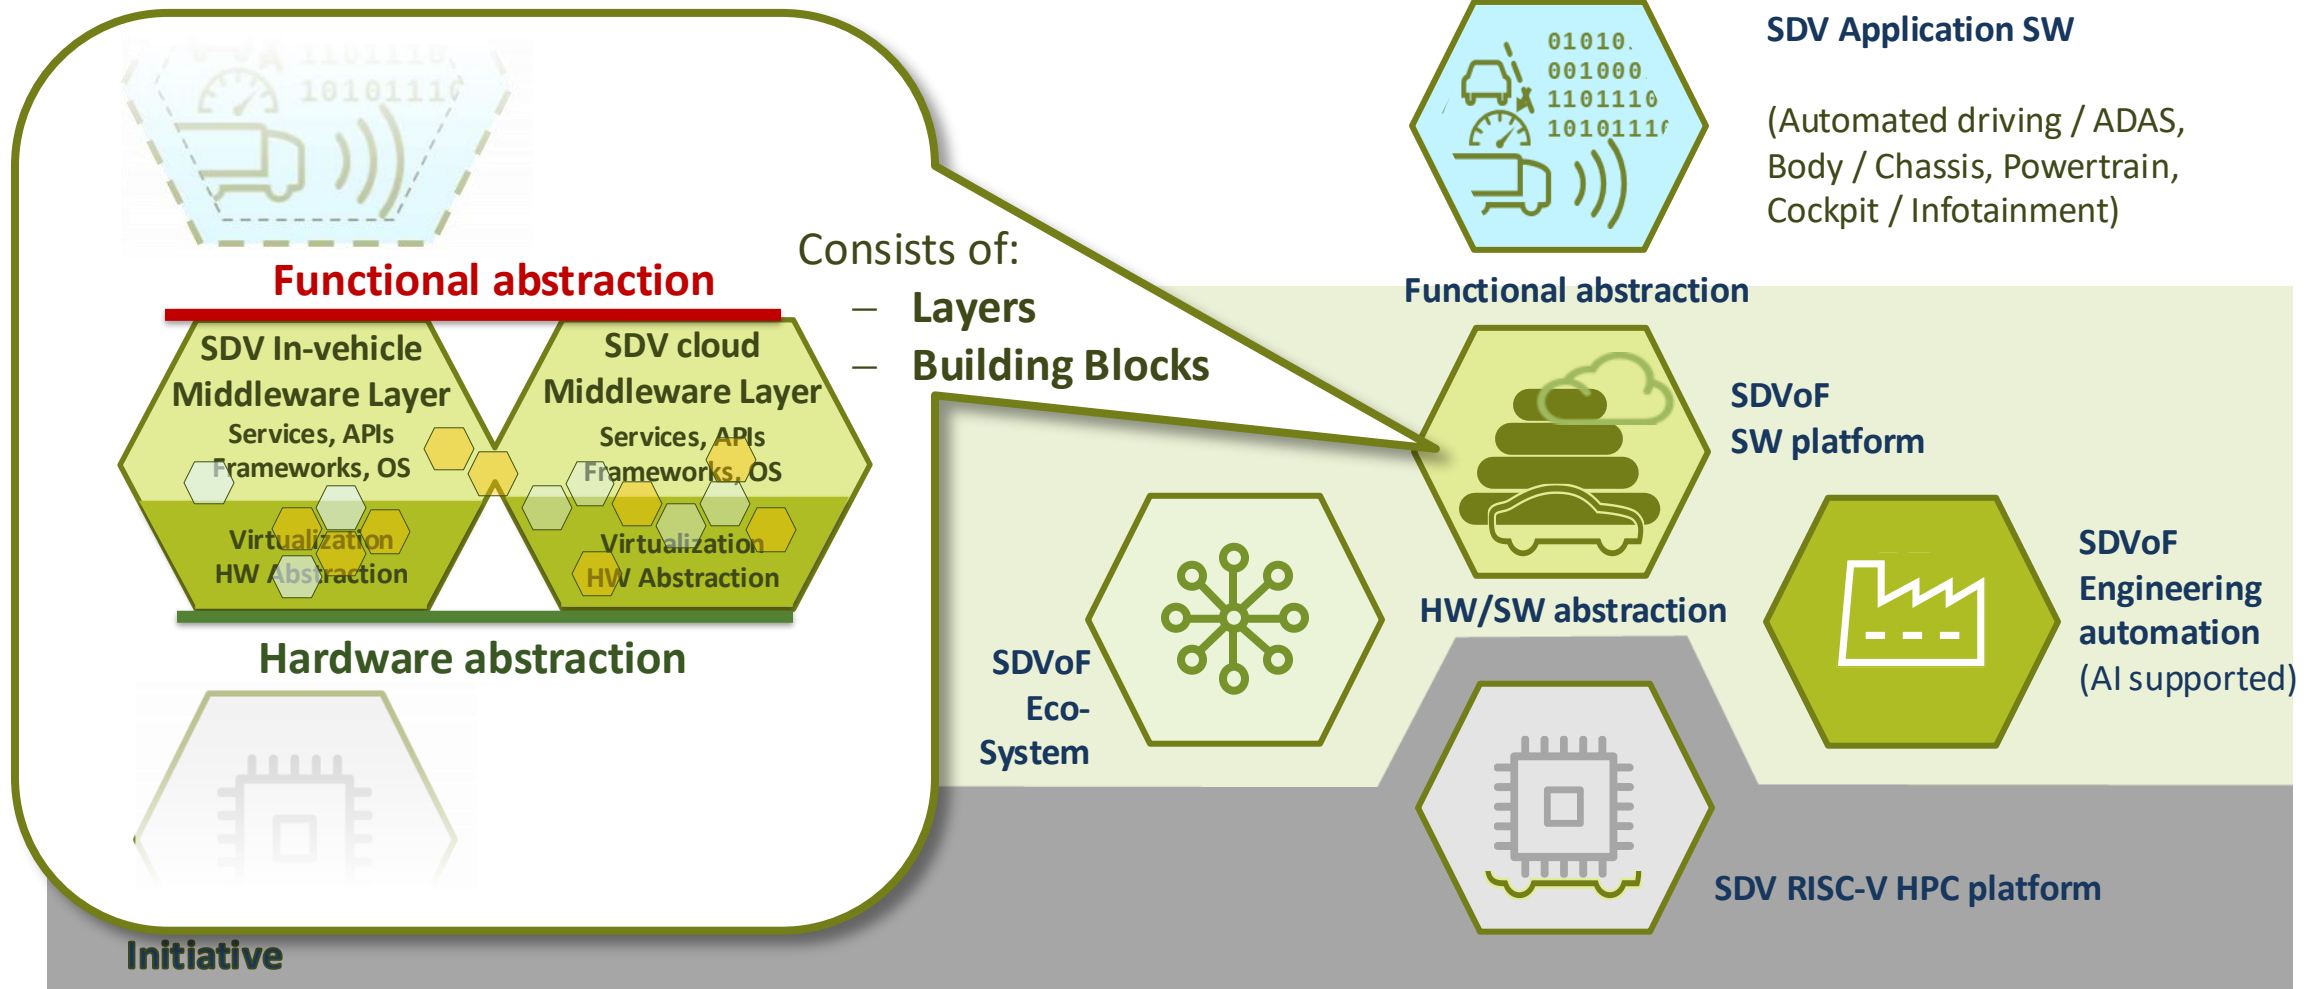 1101110
10101110
Functional abstraction
SDV In-vehicle
Middleware Layer
Services, APIs
Frameworks, OS
Virtualization
HW Abstraction
SDV cloud
Middleware Layer
Services, APIs
Frameworks, OS
Virtualization
HW Abstraction
Hardware abstraction
Initiative
Consists of:
– Layers
– Building Blocks
01010.
001000.
1101110
10101110
SDV Application SW
(Automated driving / ADAS,
Body / Chassis, Powertrain,
Cockpit / Infotainment)
Functional abstraction
SDVoF
SW platform
HW/SW abstraction
SDVoF
Eco-
System
SDVoF
Engineering
automation
(AI supported)
SDV RISC-V HPC platform